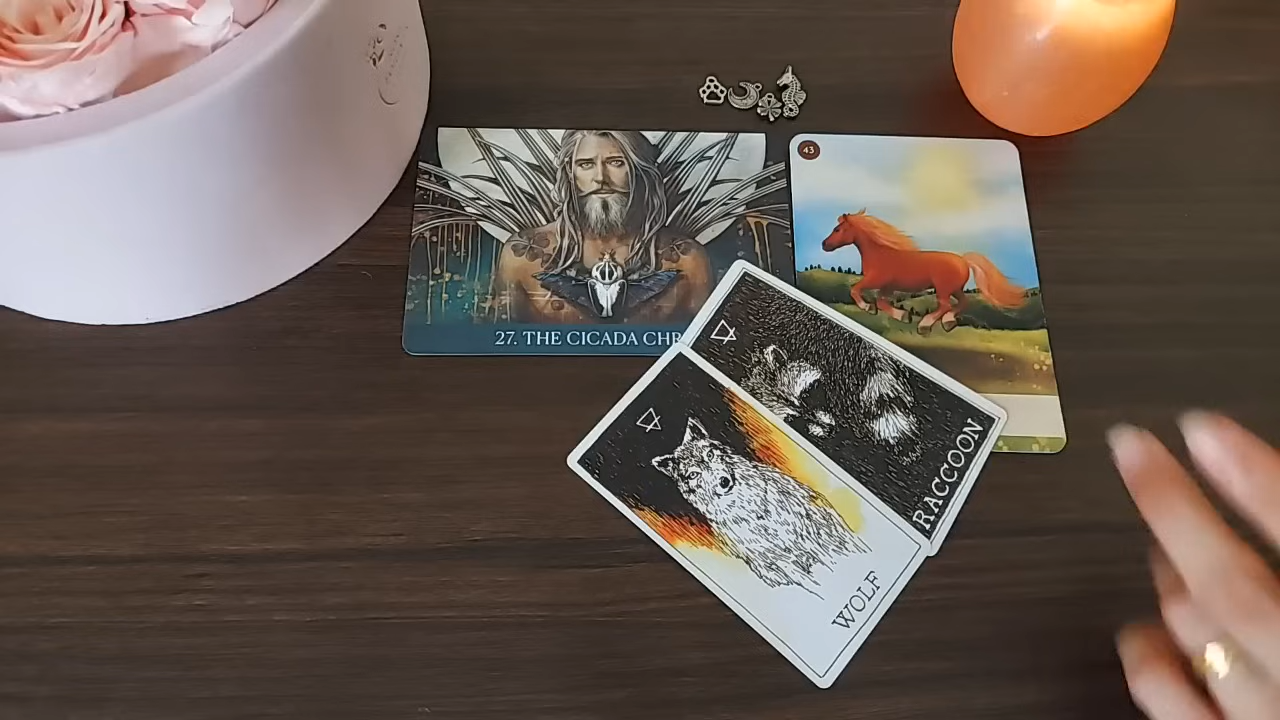 27. THE CICADA CHR
43
RACCOON
WOLF